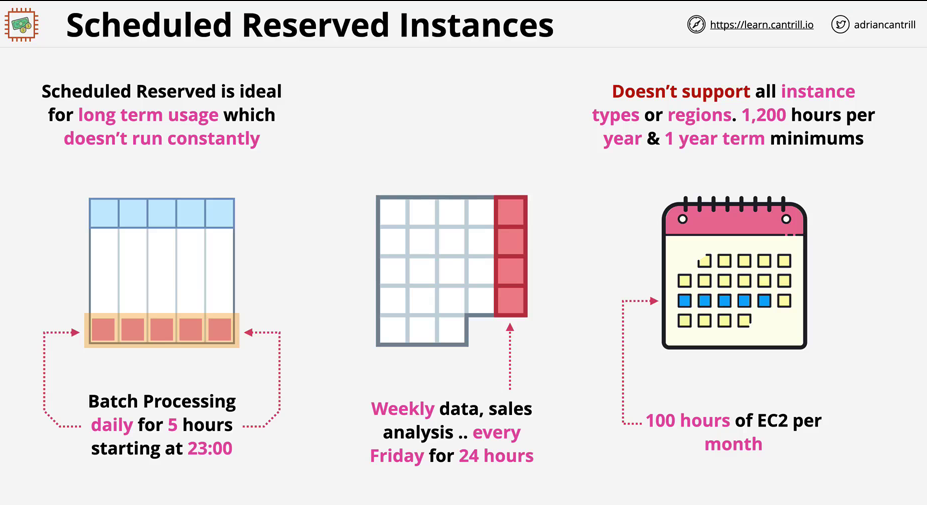 Scheduled Reserved Instances
https://learn.cantrill.io
adriancantrill
Scheduled Reserved is ideal
for long term usage which
doesn't run constantly
Doesn't support all instance
types or regions. 1,200 hours per
year & 1 year term minimums
Batch Processing
daily for 5 hours
starting at 23:00
Weekly data, sales
analysis .. every
Friday for 24 hours
100 hours of EC2 per
month